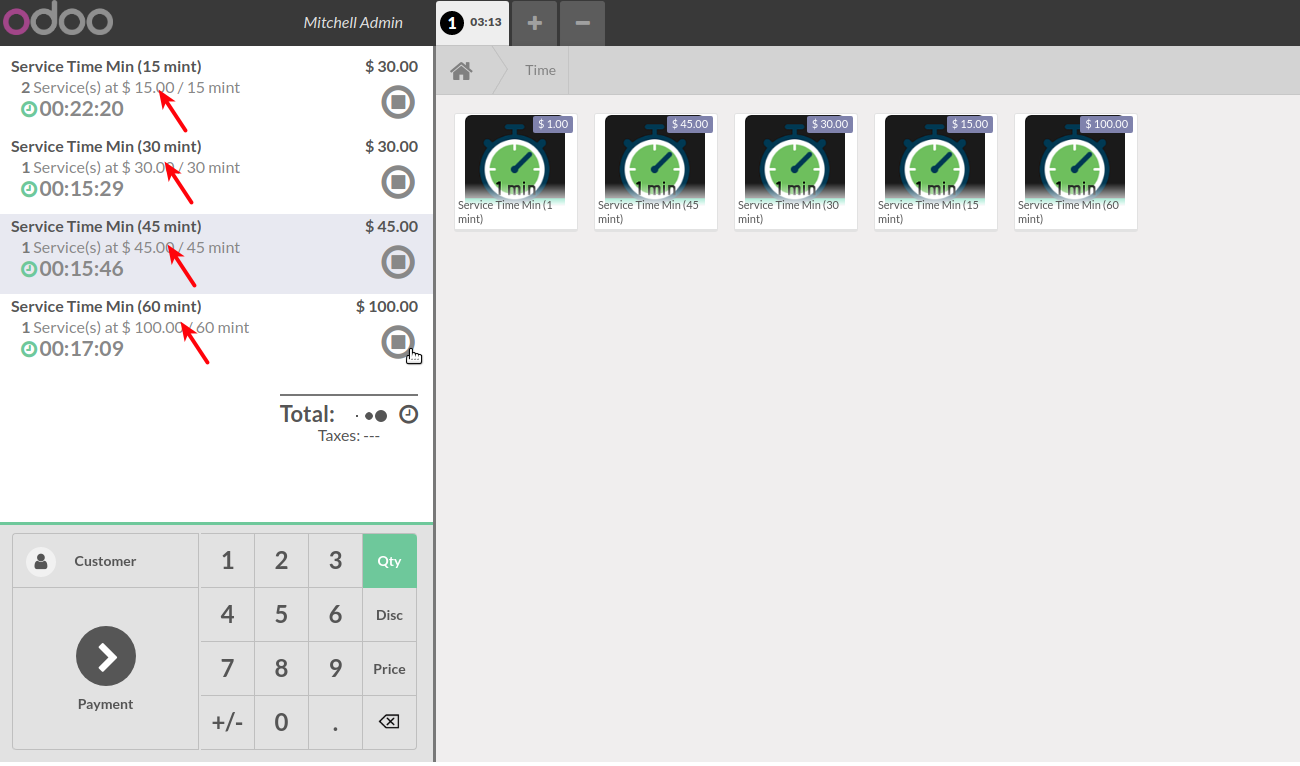 odoo
Mitchell Admin
1 03:13 + −
Time
Service Time Min (15 mint) $ 30.00
2 Service(s) at $ 15.00 / 15 mint
00:22:20
Service Time Min (30 mint) $ 30.00
1 Service(s) at $ 30.00 / 30 mint
00:15:29
Service Time Min (45 mint) $ 45.00
1 Service(s) at $ 45.00 / 45 mint
00:15:46
Service Time Min (60 mint) $ 100.00
1 Service(s) at $ 100.00 / 60 mint
00:17:09
Total:
Taxes: ---
Customer
Payment
1 2 3 Qty
4 5 6 Disc
7 8 9 Price
+/- 0 .
$ 1.00
1 min
Service Time Min (1
mint)
$ 45.00
1 min
Service Time Min (45
mint)
$ 30.00
1 min
Service Time Min (30
mint)
$ 15.00
1 min
Service Time Min (15
mint)
$ 100.00
1 min
Service Time Min (60
mint)